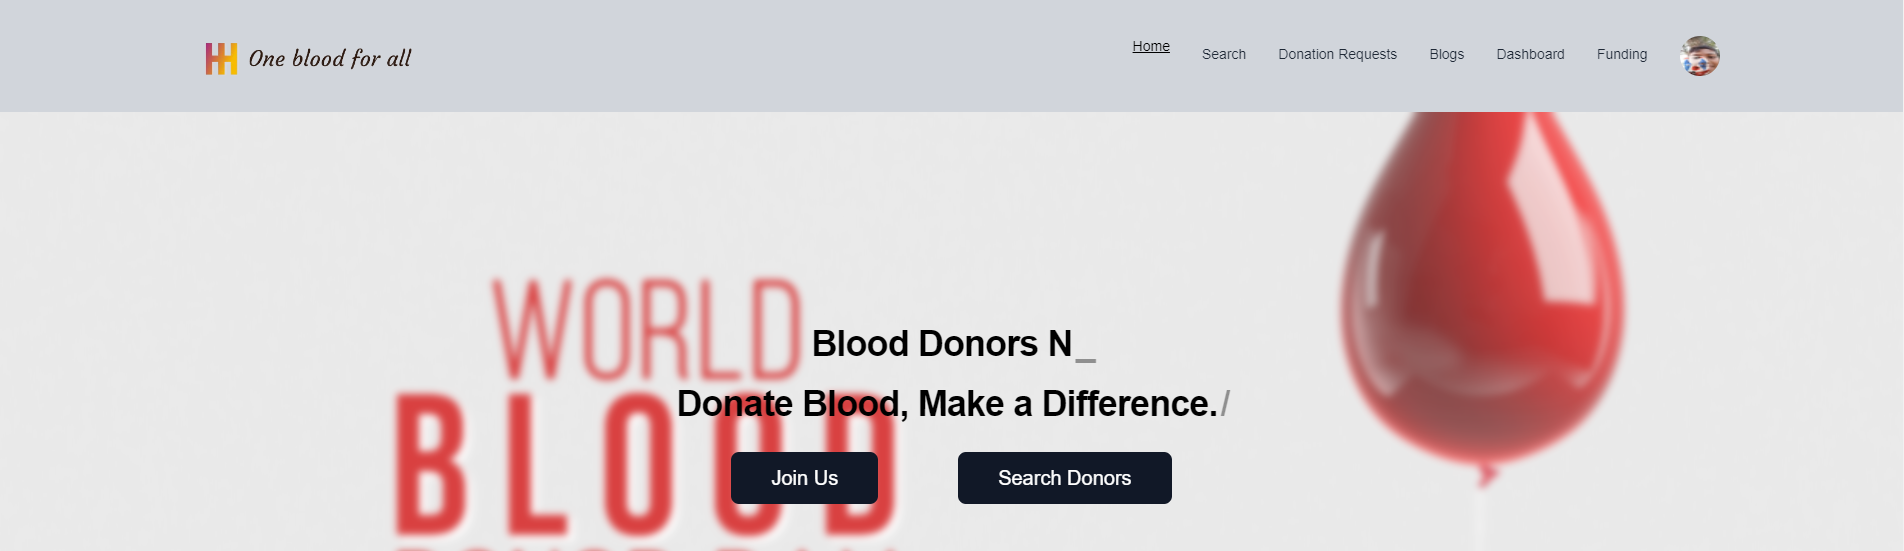 One blood for all
Home Search Donation Requests Blogs Dashboard Funding
WORLD
Blood Donors N_
BLOOD
Donate Blood, Make a Difference./
Join Us Search Donors